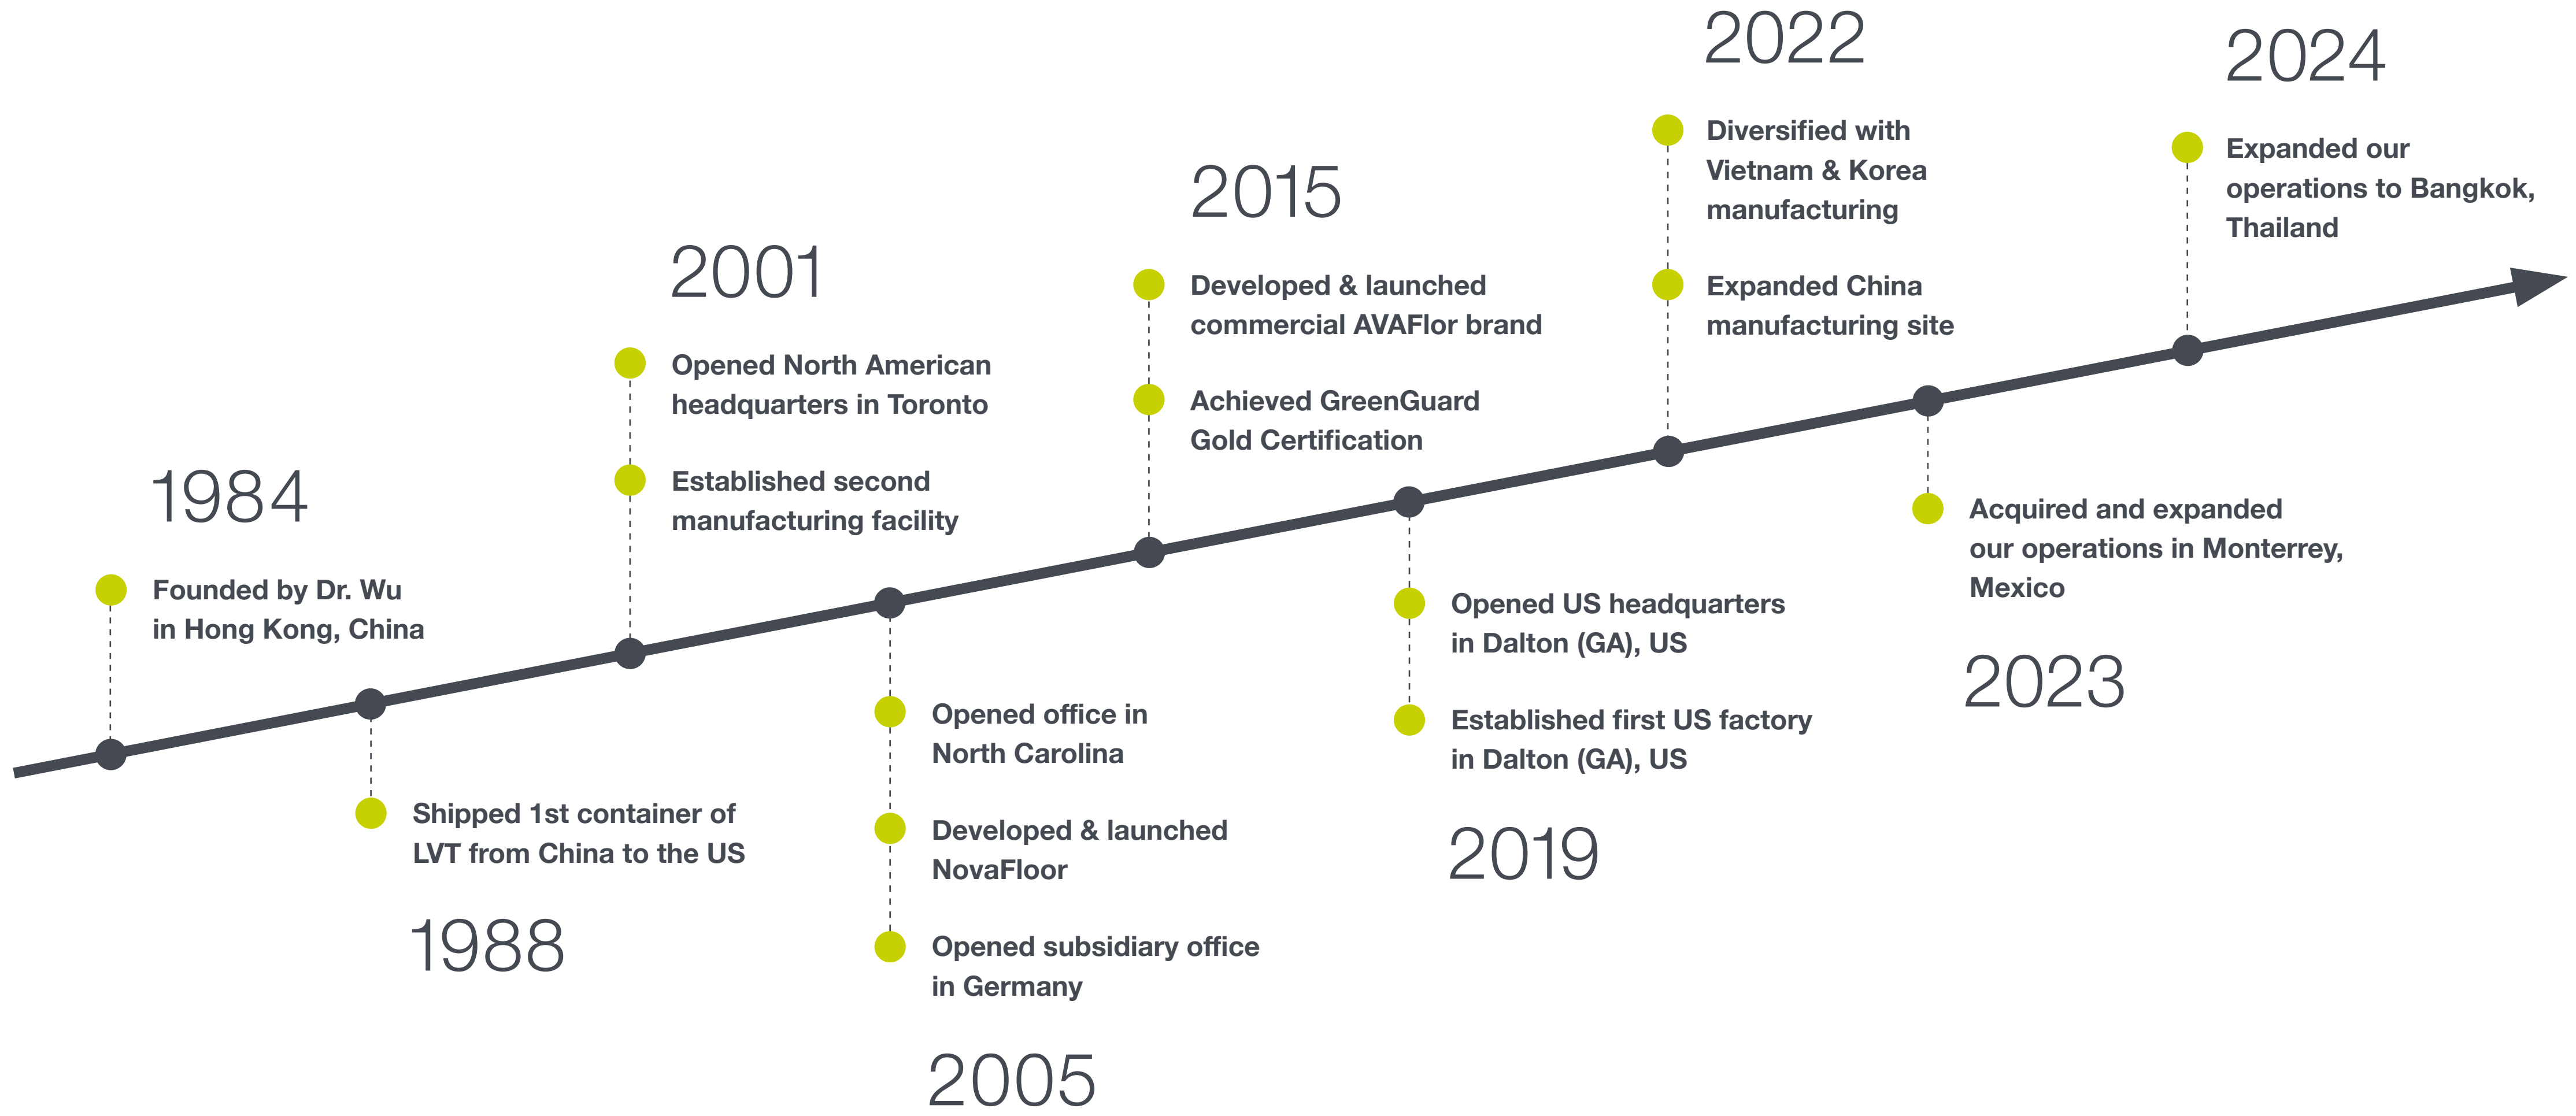 1984
Founded by Dr. Wu
in Hong Kong, China
Shipped 1st container of
LVT from China to the US
1988
2001
Opened North American
headquarters in Toronto
Established second
manufacturing facility
Opened office in
North Carolina
Developed & launched
NovaFloor
Opened subsidiary office
in Germany
2005
2015
Developed & launched
commercial AVAFlor brand
Achieved GreenGuard
Gold Certification
Opened US headquarters
in Dalton (GA), US
Established first US factory
in Dalton (GA), US
2019
2022
Diversified with
Vietnam & Korea
manufacturing
Expanded China
manufacturing site
Acquired and expanded
our operations in Monterrey,
Mexico
2023
2024
Expanded our
operations to Bangkok,
Thailand